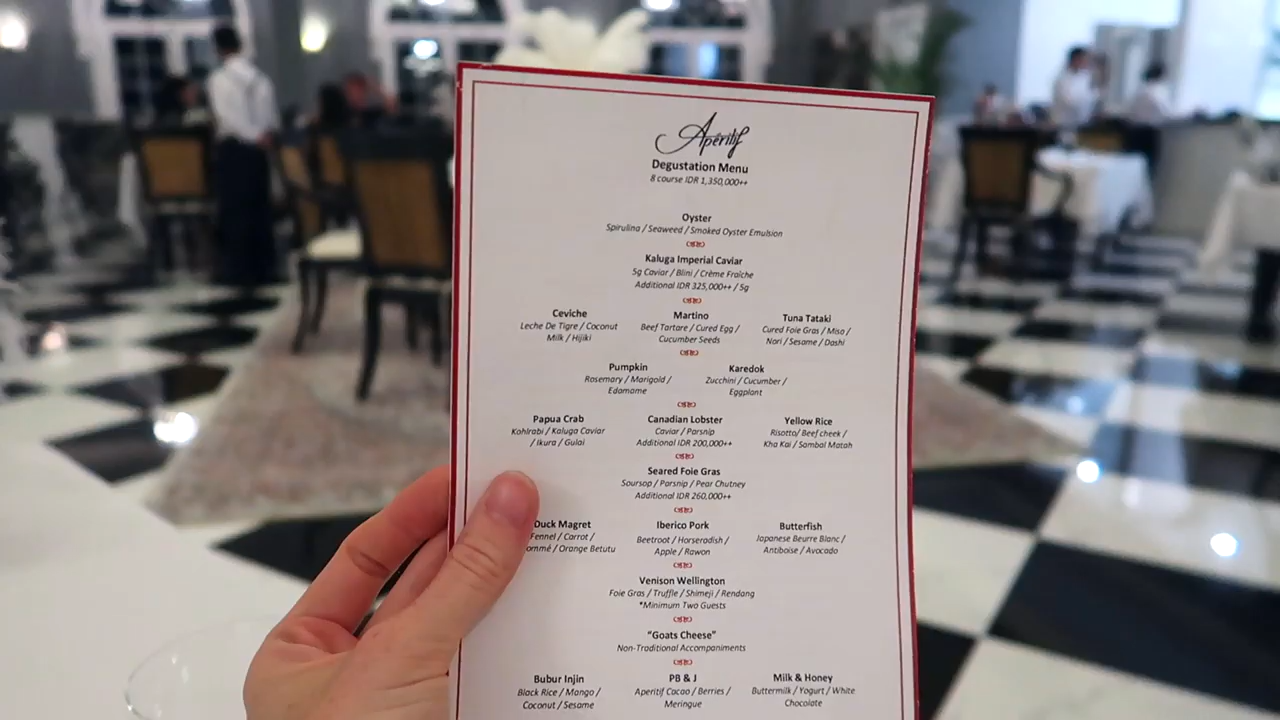 Apéritif
Degustation Menu
8 course IDR 1,350,000++
Oyster
Spirulina / Seaweed / Smoked Oyster Emulsion
Kaluga Imperial Caviar
5g Caviar / Blini / Crème Fraîche
Additional IDR 325,000++ / 5g
Ceviche
Leche De Tigre / Coconut
Milk / Hijiki
Martino
Beef Tartare / Cured Egg /
Cucumber Seeds
Tuna Tataki
Cured Foie Gras / Miso /
Nori / Sesame / Dashi
Pumpkin
Rosemary / Marigold /
Edamame
Karedok
Zucchini / Cucumber /
Eggplant
Papua Crab
Kohlrabi / Kaluga Caviar
/ Ikura / Gulai
Canadian Lobster
Caviar / Parsnip
Additional IDR 200,000++
Yellow Rice
Risotto/ Beef cheek /
Kha Kai / Sambal Matah
Seared Foie Gras
Soursop / Parsnip / Pear Chutney
Additional IDR 260,000++
Duck Magret
Fennel / Carrot /
ommé / Orange Betutu
Iberico Pork
Beetroot / Horseradish /
Apple / Rawon
Butterfish
Japanese Beurre Blanc /
Antiboise / Avocado
Venison Wellington
Foie Gras / Truffle / Shimeji / Rendang
*Minimum Two Guests
"Goats Cheese"
Non-Traditional Accompaniments
Bubur Injin
Black Rice / Mango /
Coconut / Sesame
PB & J
Aperitif Cacao / Berries /
Meringue
Milk & Honey
Buttermilk / Yogurt / White
Chocolate